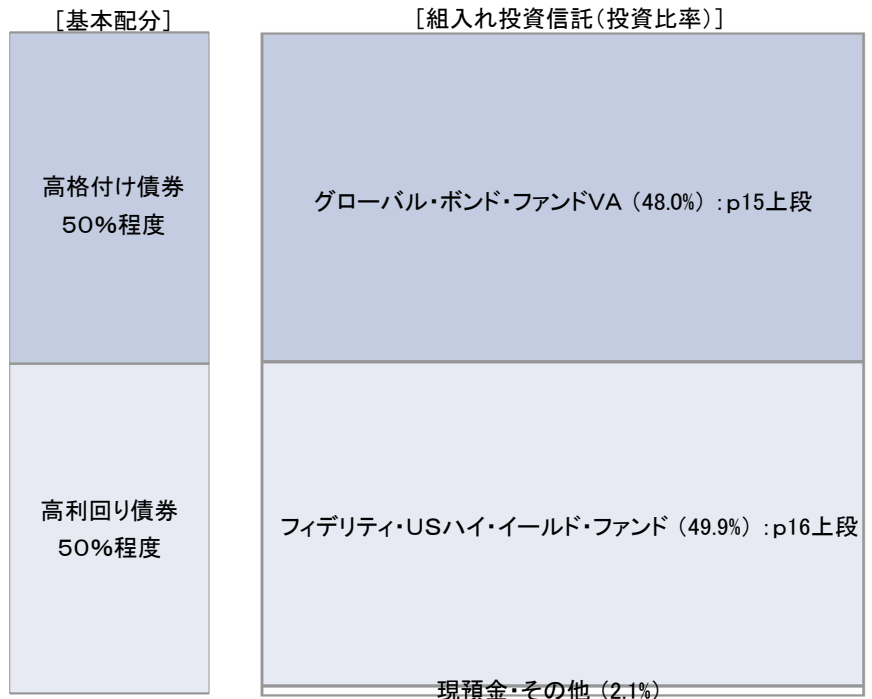 [基本配分]
[組入れ投資信託(投資比率)]
高格付け債券
50%程度
グローバル・ボンド・ファンドVA (48.0%) :p15上段
高利回り債券
50%程度
フィデリティ・USハイ・イールド・ファンド (49.9%) :p16上段
現預金・その他 (2.1%)